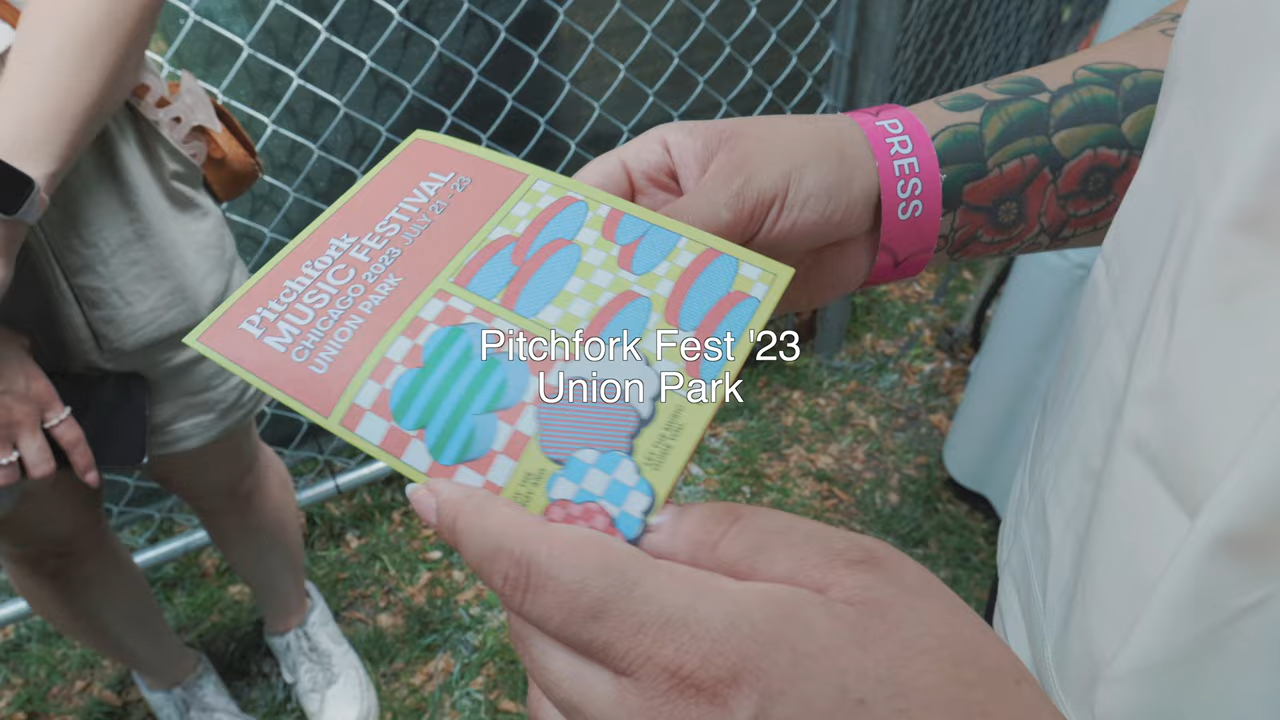 Pitchfork
MUSIC FESTIVAL
CHICAGO 2023 JULY 21 - 23
UNION PARK
PRESS
Pitchfork Fest '23
Union Park